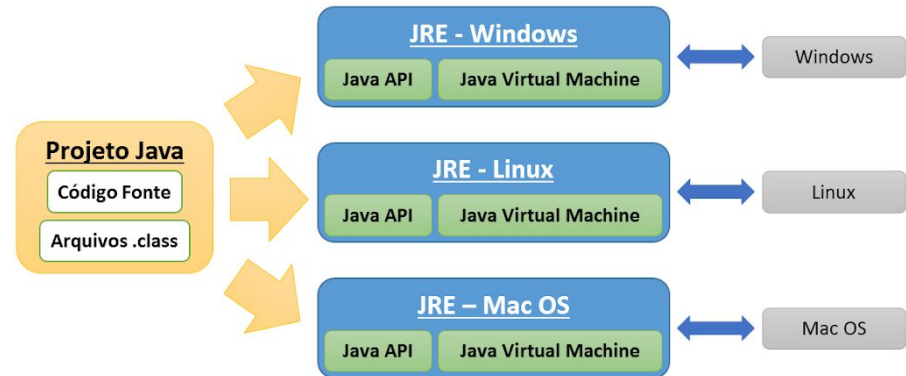 Projeto Java
Código Fonte
Arquivos .class
JRE - Windows
Java API
Java Virtual Machine
Windows
JRE - Linux
Java API
Java Virtual Machine
Linux
JRE – Mac OS
Java API
Java Virtual Machine
Mac OS